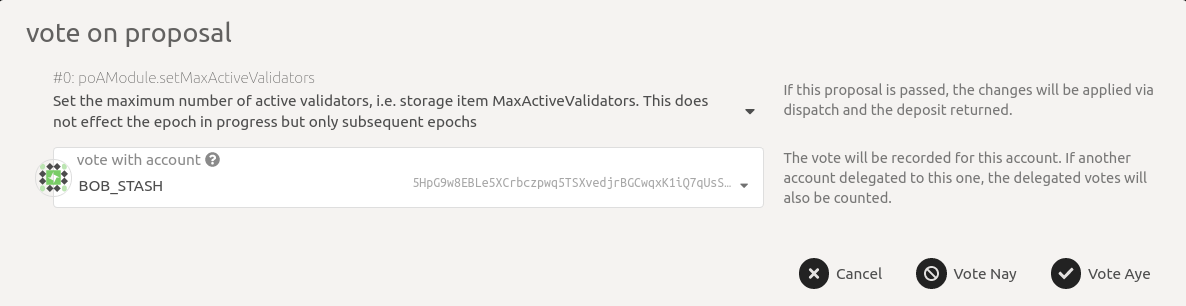 vote on proposal
#0: poAModule.setMaxActiveValidators
Set the maximum number of active validators, i.e. storage item MaxActiveValidators. This does
not effect the epoch in progress but only subsequent epochs
If this proposal is passed, the changes will be applied via
dispatch and the deposit returned.
vote with account
BOB_STASH
5HpG9w8EBLe5XCrbczpwq5TSXvedjrBGCwqxK1iQ7qUsS…
The vote will be recorded for this account. If another
account delegated to this one, the delegated votes will
also be counted.
Cancel
Vote Nay
Vote Aye